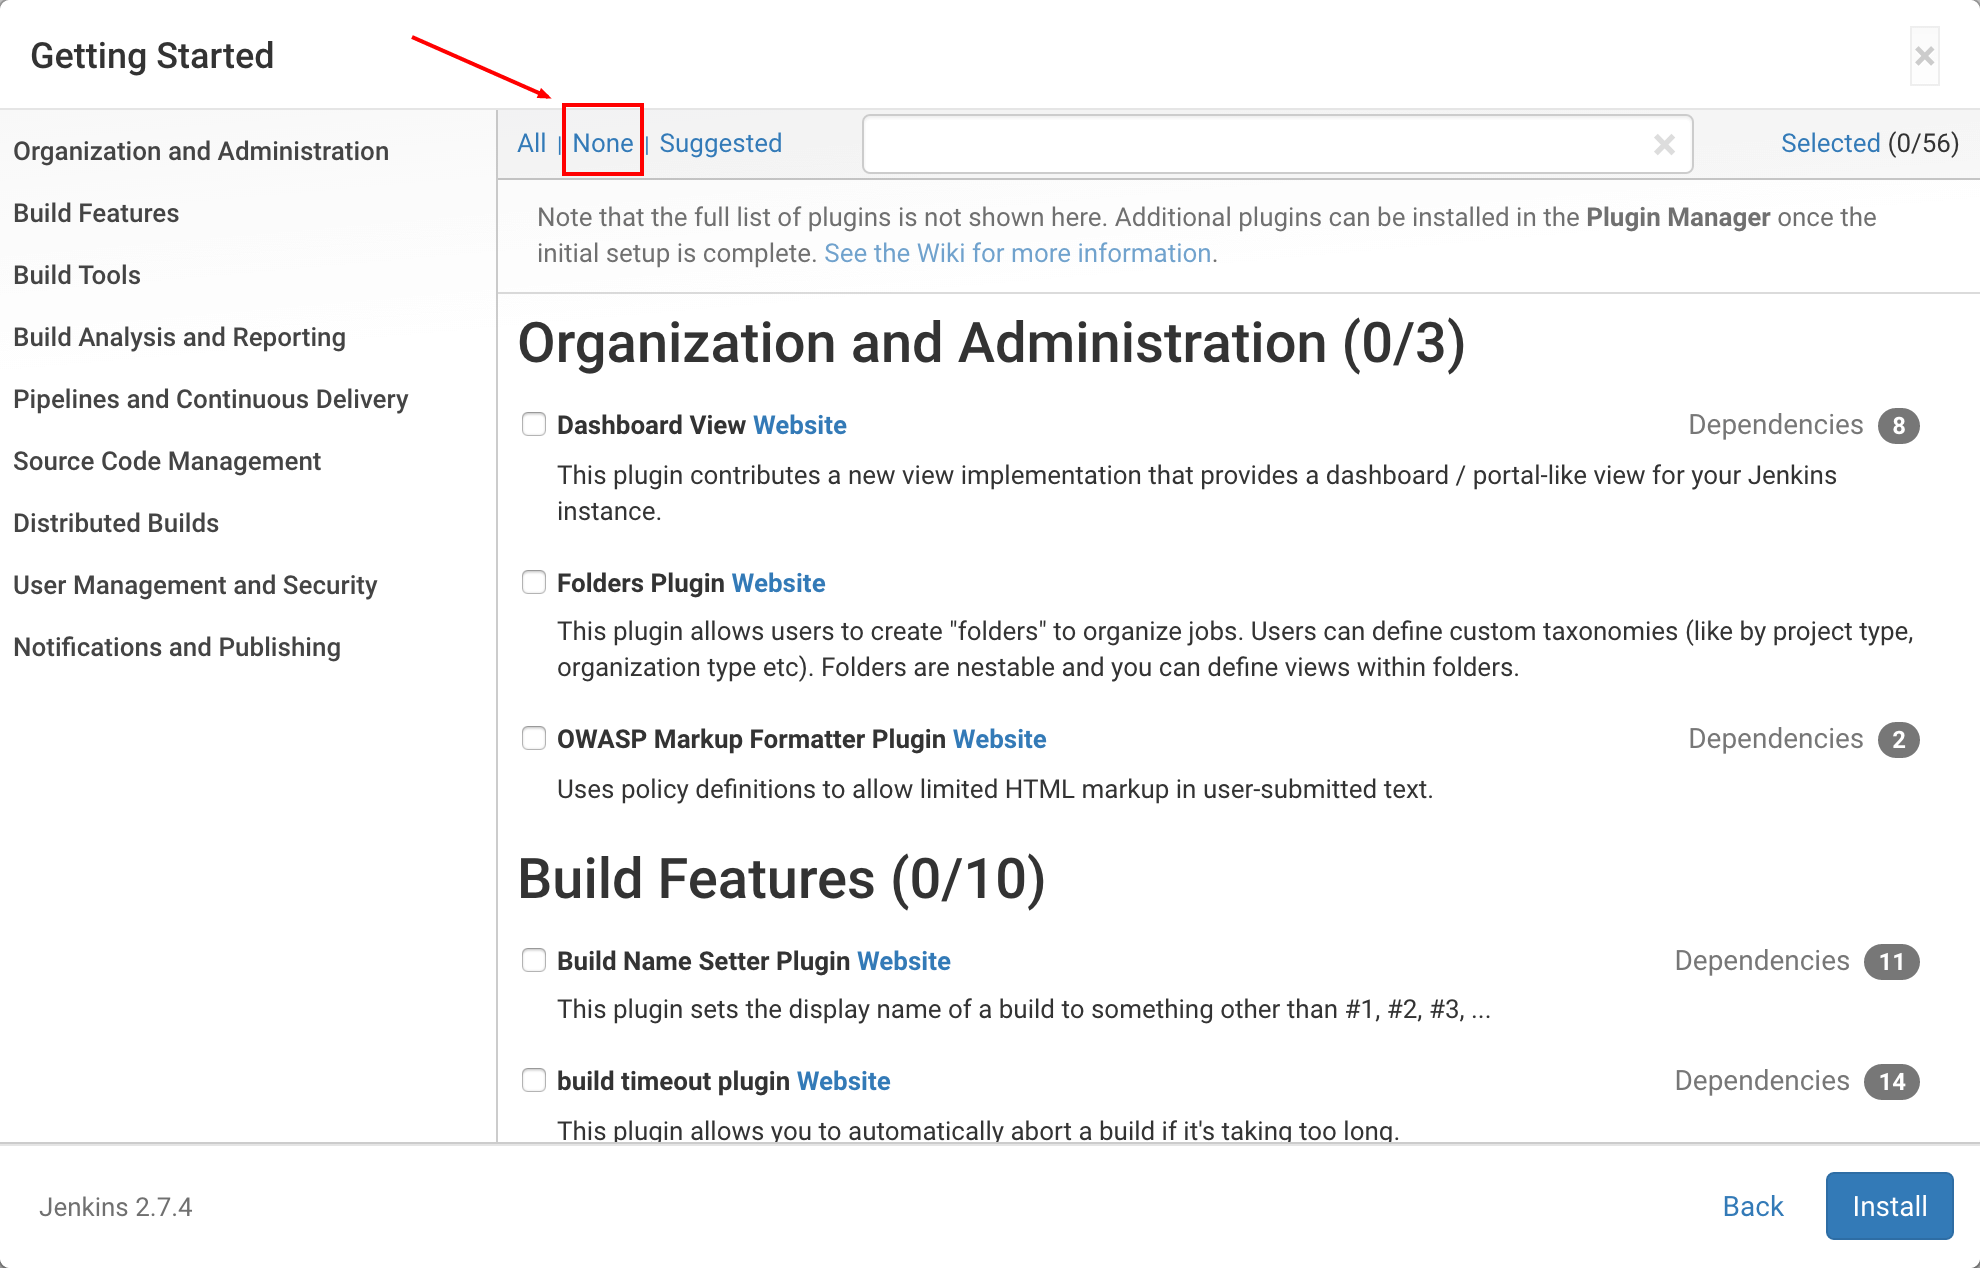 Getting Started
×
Organization and Administration
Build Features
Build Tools
Build Analysis and Reporting
Pipelines and Continuous Delivery
Source Code Management
Distributed Builds
User Management and Security
Notifications and Publishing
All | None | Suggested
×
Selected (0/56)
Note that the full list of plugins is not shown here. Additional plugins can be installed in the Plugin Manager once the
initial setup is complete. See the Wiki for more information.
Organization and Administration (0/3)
Dashboard View Website
Dependencies 8
This plugin contributes a new view implementation that provides a dashboard / portal-like view for your Jenkins
instance.
Folders Plugin Website
This plugin allows users to create "folders" to organize jobs. Users can define custom taxonomies (like by project type,
organization type etc). Folders are nestable and you can define views within folders.
OWASP Markup Formatter Plugin Website
Dependencies 2
Uses policy definitions to allow limited HTML markup in user-submitted text.
Build Features (0/10)
Build Name Setter Plugin Website
Dependencies 11
This plugin sets the display name of a build to something other than #1, #2, #3, ...
build timeout plugin Website
Dependencies 14
This plugin allows you to automatically abort a build if it's taking too long.
Jenkins 2.7.4
Back
Install